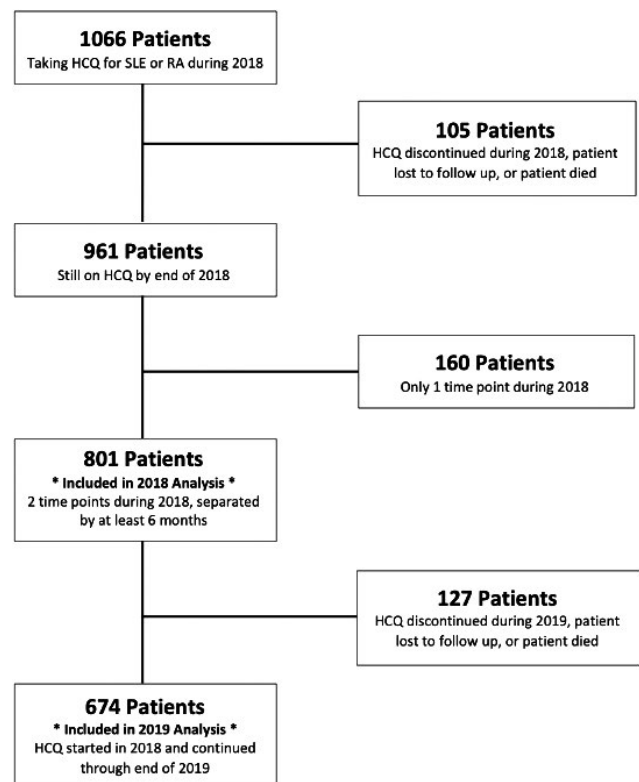 1066 Patients
Taking HCQ for SLE or RA during 2018
105 Patients
HCQ discontinued during 2018, patient
lost to follow up, or patient died
961 Patients
Still on HCQ by end of 2018
160 Patients
Only 1 time point during 2018
801 Patients
* Included in 2018 Analysis *
2 time points during 2018, separated
by at least 6 months
127 Patients
HCQ discontinued during 2019, patient
lost to follow up, or patient died
674 Patients
* Included in 2019 Analysis *
HCQ started in 2018 and continued
through end of 2019